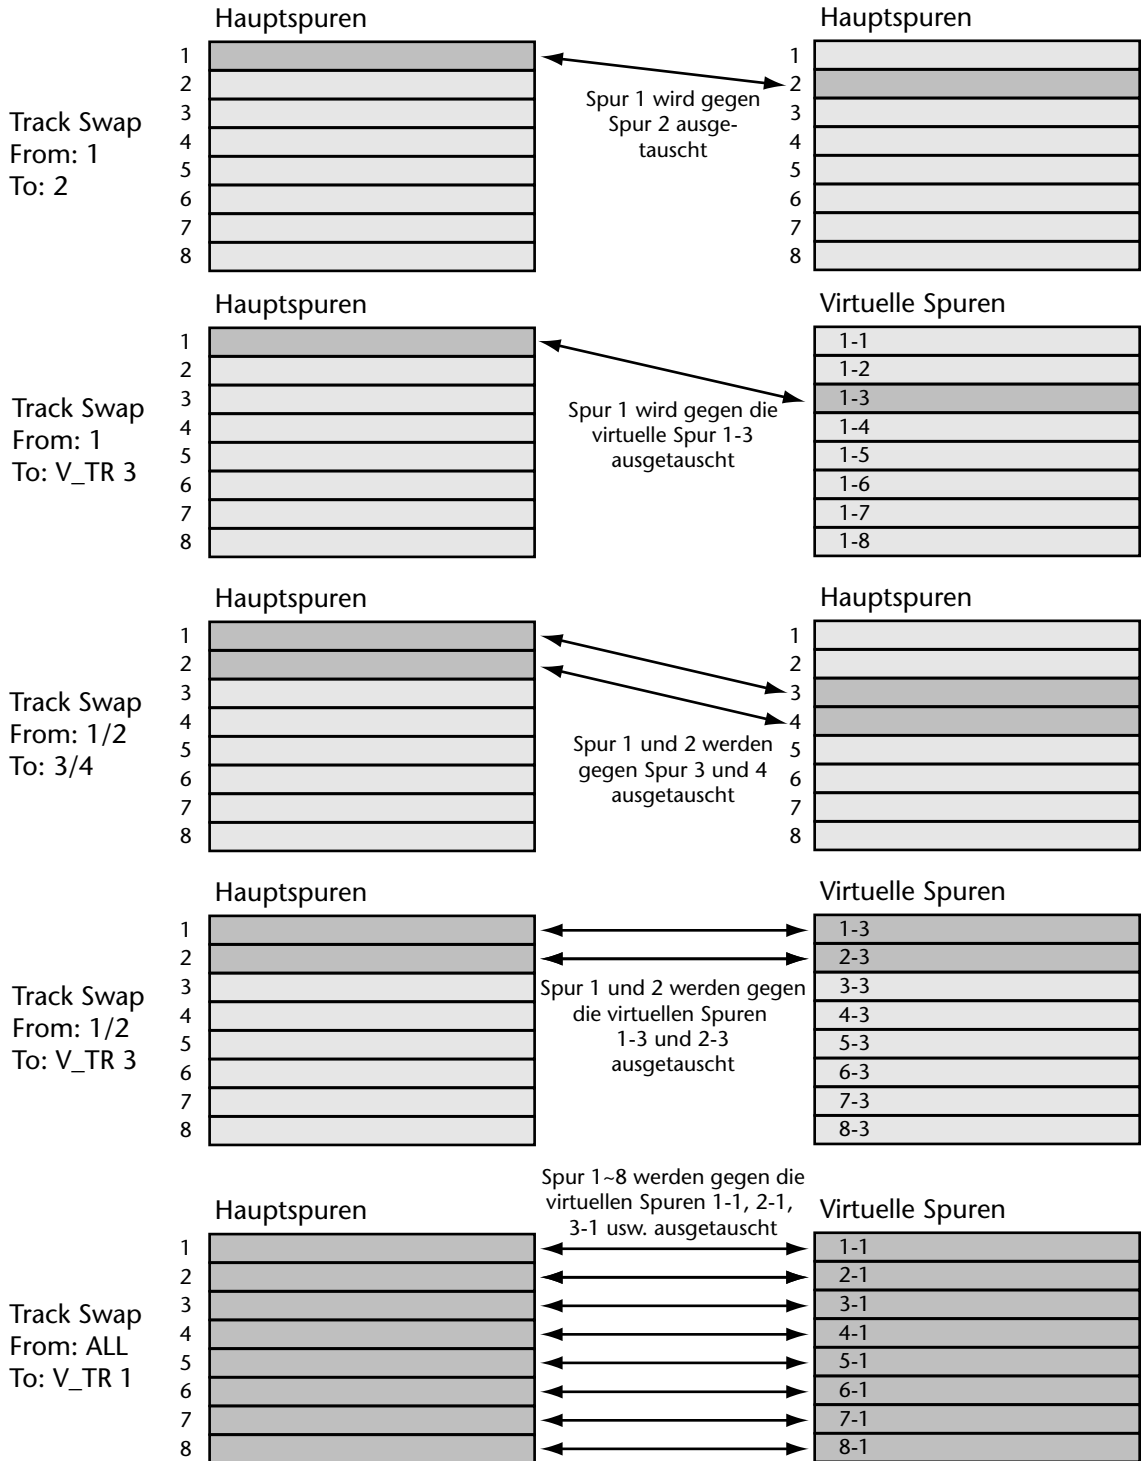 Hauptspuren
Hauptspuren
Track Swap
From: 1
To: 2
1
2
3
4
5
6
7
8
Spur 1 wird gegen
Spur 2 ausge-
tauscht
1
2
3
4
5
6
7
8
Hauptspuren
Virtuelle Spuren
Track Swap
From: 1
To: V_TR 3
1
2
3
4
5
6
7
8
Spur 1 wird gegen die
virtuelle Spur 1-3
ausgetauscht
1-1
1-2
1-3
1-4
1-5
1-6
1-7
1-8
Hauptspuren
Hauptspuren
Track Swap
From: 1/2
To: 3/4
1
2
3
4
5
6
7
8
Spur 1 und 2 werden
gegen Spur 3 und 4
ausgetauscht
1
2
3
4
5
6
7
8
Hauptspuren
Virtuelle Spuren
Track Swap
From: 1/2
To: V_TR 3
1
2
3
4
5
6
7
8
Spur 1 und 2 werden gegen
die virtuellen Spuren
1-3 und 2-3
ausgetauscht
1-3
2-3
3-3
4-3
5-3
6-3
7-3
8-3
Hauptspuren
Spur 1~8 werden gegen die
virtuellen Spuren 1-1, 2-1,
3-1 usw. ausgetauscht
Virtuelle Spuren
Track Swap
From: ALL
To: V_TR 1
1
2
3
4
5
6
7
8
1-1
2-1
3-1
4-1
5-1
6-1
7-1
8-1